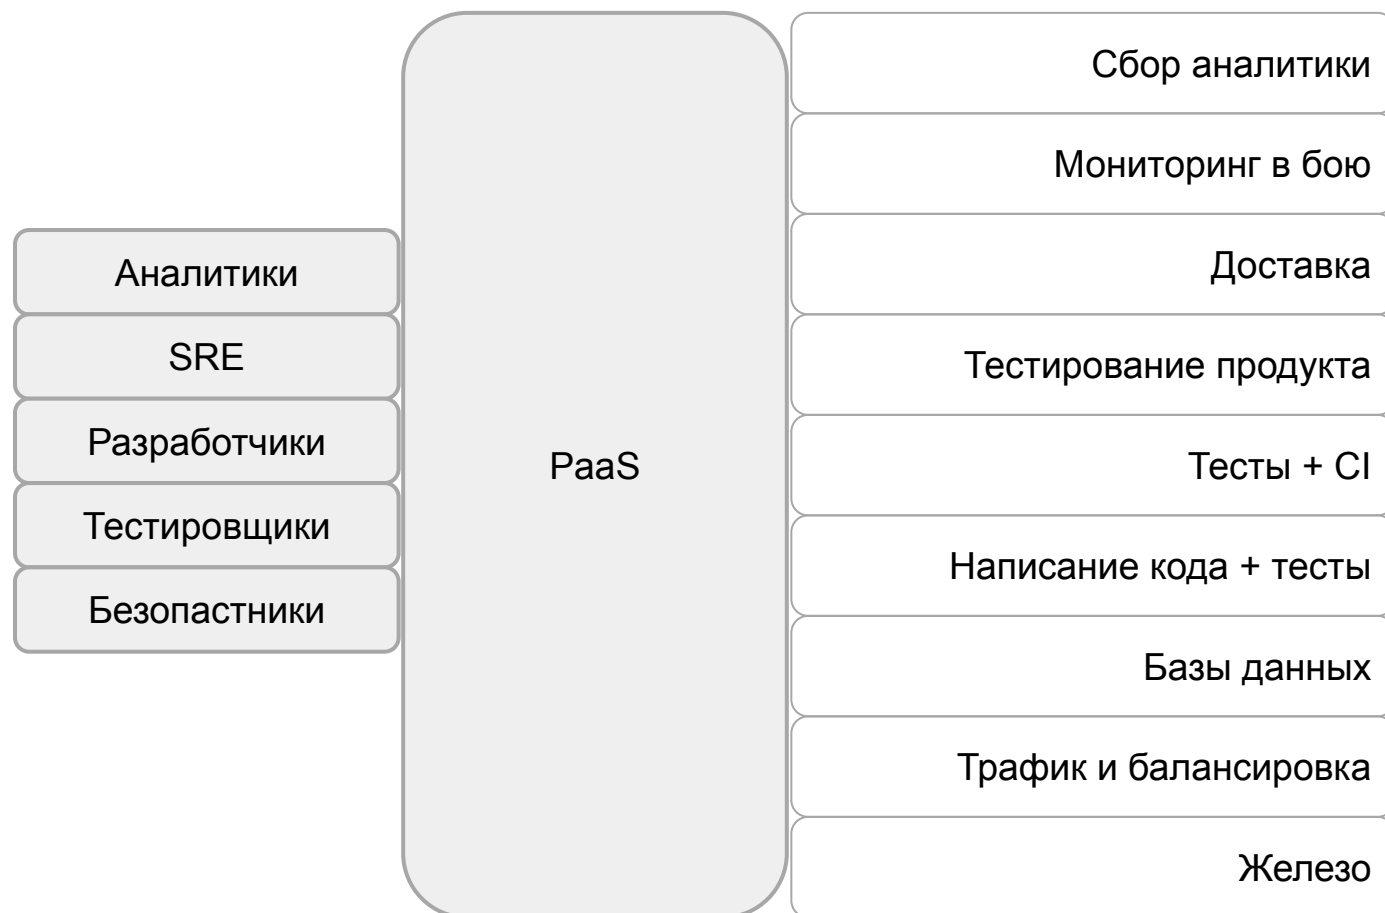 Аналитики
SRE
Разработчики
Тестировщики
Безопастники
PaaS
Сбор аналитики
Мониторинг в бою
Доставка
Тестирование продукта
Тесты + CI
Написание кода + тесты
Базы данных
Трафик и балансировка
Железо